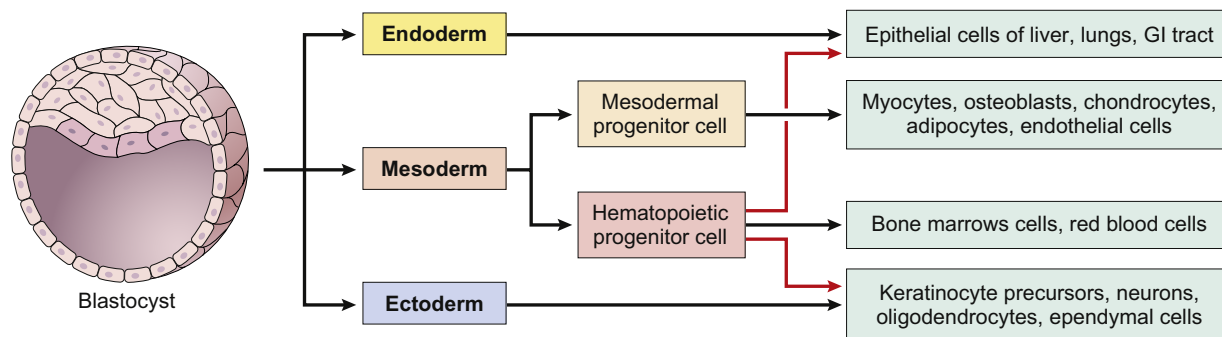 Blastocyst
Endoderm
Mesoderm
Ectoderm
Mesodermal
progenitor cell
Hematopoietic
progenitor cell
Epithelial cells of liver, lungs, GI tract
Myocytes, osteoblasts, chondrocytes,
adipocytes, endothelial cells
Bone marrows cells, red blood cells
Keratinocyte precursors, neurons,
oligodendrocytes, ependymal cells